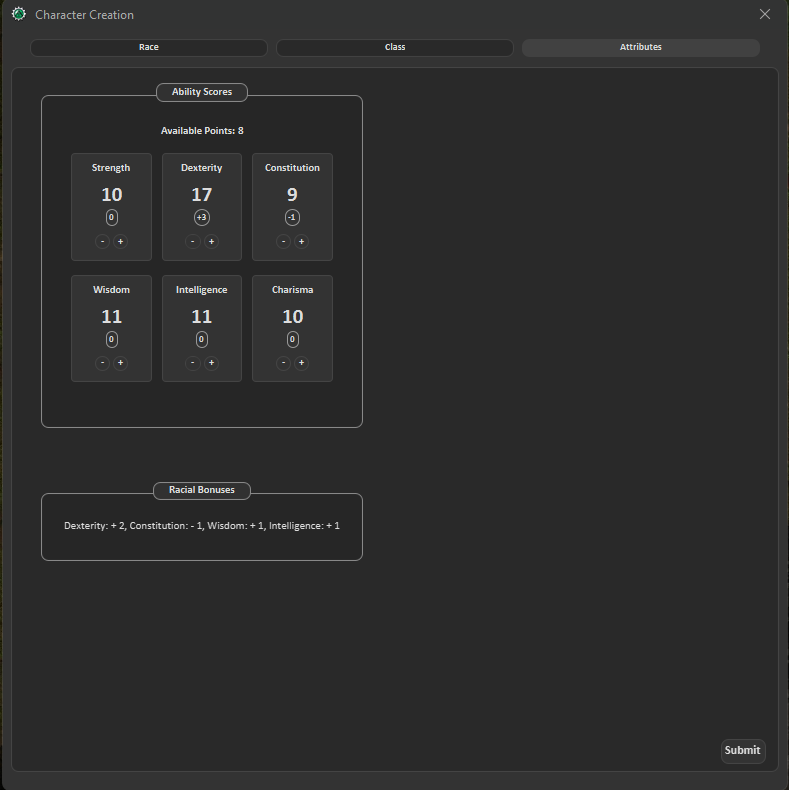 Character Creation
Race Class Attributes
Ability Scores
Available Points: 8
Strength Dexterity Constitution
10 17 9
0 +3 -1
- + - + - +
Wisdom Intelligence Charisma
11 11 10
0 0 0
- + - + - +
Racial Bonuses
Dexterity: + 2, Constitution: - 1, Wisdom: + 1, Intelligence: + 1
Submit